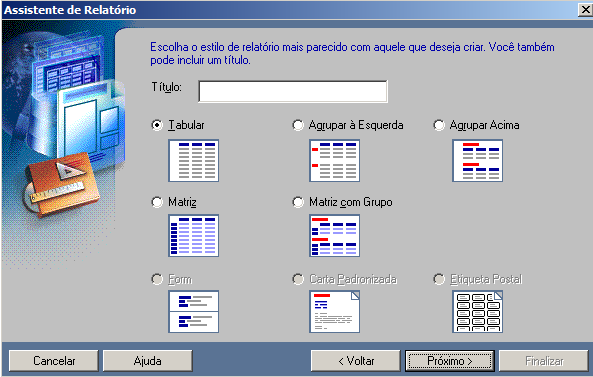 Assistente de Relatório
Escolha o estilo de relatório mais parecido com aquele que deseja criar. Você também
pode incluir um título.
Título:
Tabular
Agrupar à Esquerda
Agrupar Acima
Matriz
Matriz com Grupo
Form
Carta Padronizada
Etiqueta Postal
Cancelar
Ajuda
< Voltar
Próximo >
Finalizar